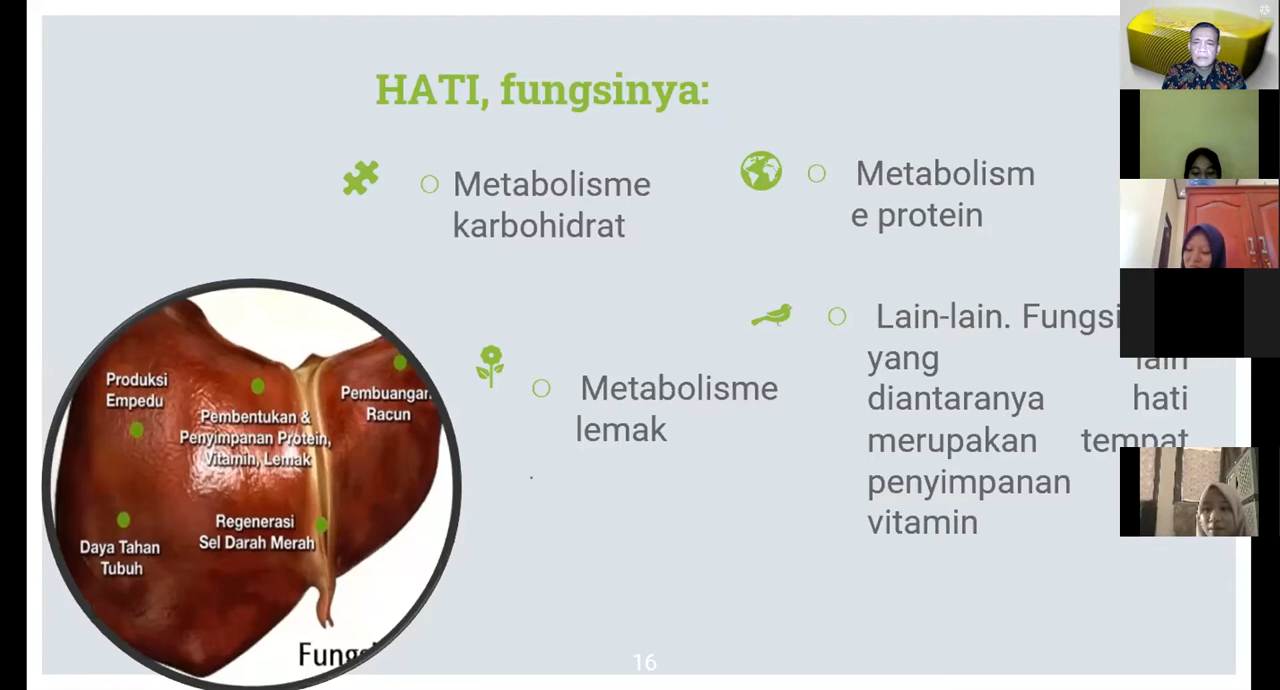 HATI, fungsinya:
Metabolisme
karbohidrat
Metabolism
e protein
Lain-lain. Fungsi
yang lain
diantaranya hati
merupakan tempat
penyimpanan
vitamin
Metabolisme
lemak
.
Produksi
Empedu
Pembentukan &
Penyimpanan Protein,
Vitamin, Lemak
Pembuangan
Racun
Regenerasi
Sel Darah Merah
Daya Tahan
Tubuh
16